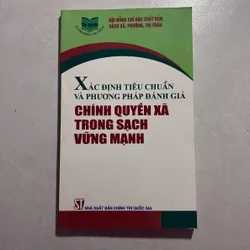 HỘI ĐỒNG CHỈ ĐẠO XUẤT BẢN
SÁCH XÃ, PHƯỜNG, THỊ TRẤN
XÁC ĐỊNH TIÊU CHUẨN
VÀ PHƯƠNG PHÁP ĐÁNH GIÁ
CHÍNH QUYỀN XÃ
TRONG SẠCH
VỮNG MẠNH
ST NHÀ XUẤT BẢN CHÍNH TRỊ QUỐC GIA